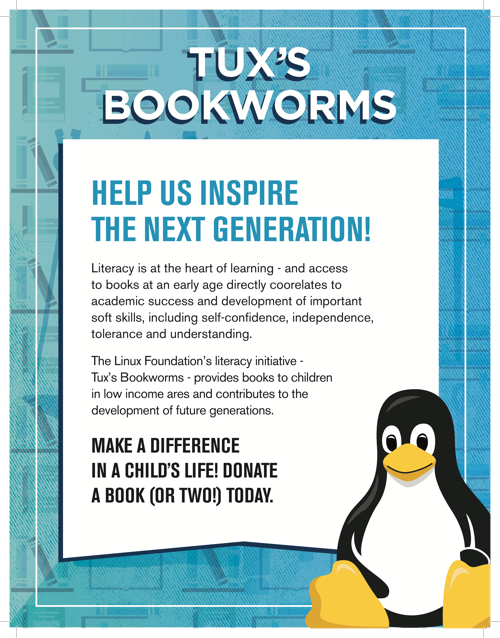 TUX'S
BOOKWORMS
HELP US INSPIRE
THE NEXT GENERATION!
Literacy is at the heart of learning - and access
to books at an early age directly coorelates to
academic success and development of important
soft skills, including self-confidence, independence,
tolerance and understanding.
The Linux Foundation's literacy initiative -
Tux's Bookworms - provides books to children
in low income ares and contributes to the
development of future generations.
MAKE A DIFFERENCE
IN A CHILD'S LIFE! DONATE
A BOOK (OR TWO!) TODAY.